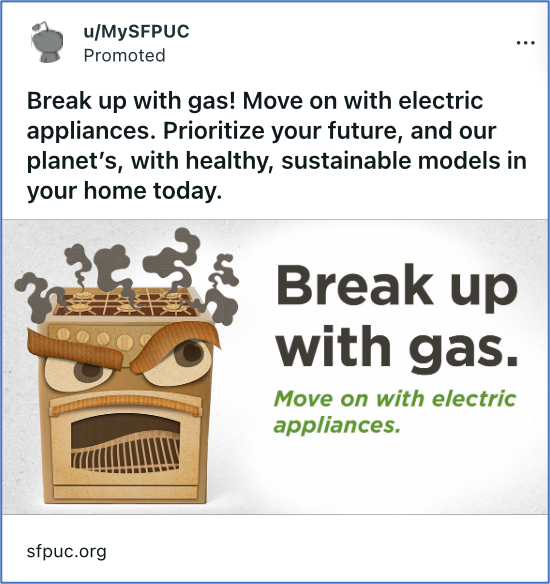 u/MySFPUC
Promoted
Break up with gas! Move on with electric
appliances. Prioritize your future, and our
planet’s, with healthy, sustainable models in
your home today.
Break up
with gas.
Move on with electric
appliances.
sfpuc.org